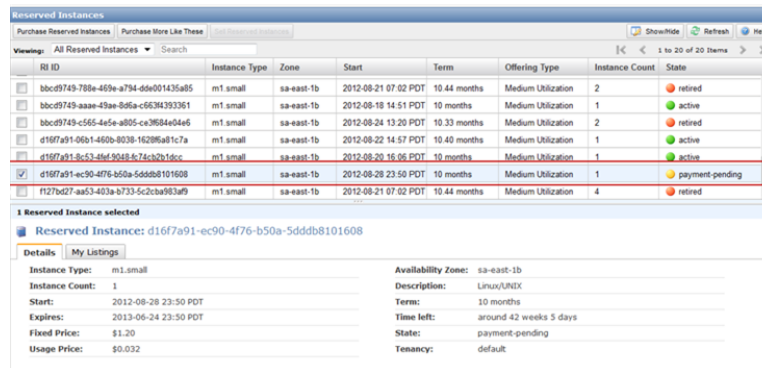 Reserved Instances
Purchase Reserved Instances Purchase More Like These Sell Reserved Instances Show/Hide Refresh He
Viewing: All Reserved Instances Search 1 to 20 of 20 Items
RI ID Instance Type Zone Start Term Offering Type Instance Count State
bbcd9749-788e-469e-a794-dde001435a85 m1.small sa-east-1b 2012-08-21 07:02 PDT 10.44 months Medium Utilization 2 retired
bbcd9749-aaae-49ae-8d6a-c663f4393361 m1.small sa-east-1b 2012-08-18 14:51 PDT 10 months Medium Utilization 1 active
bbcd9749-c565-4e5e-a805-ce3f684e04e6 m1.small sa-east-1b 2012-08-24 13:20 PDT 10.33 months Medium Utilization 2 retired
d16f7a91-06b1-460b-8038-1628f6a81c7a m1.small sa-east-1b 2012-08-22 14:57 PDT 10.40 months Medium Utilization 1 active
d16f7a91-8c53-4fef-9048-fc74cb2b1dcc m1.small sa-east-1b 2012-08-20 16:06 PDT 10 months Medium Utilization 1 active
d16f7a91-ec90-4f76-b50a-5dddb8101608 m1.small sa-east-1b 2012-08-28 23:50 PDT 10 months Medium Utilization 1 payment-pending
f127bd27-aa53-403a-b733-5c2cba983af9 m1.small sa-east-1b 2012-08-21 07:02 PDT 10.44 months Medium Utilization 4 retired
1 Reserved Instance selected
Reserved Instance: d16f7a91-ec90-4f76-b50a-5dddb8101608
Details My Listings
Instance Type: m1.small Availability Zone: sa-east-1b
Instance Count: 1 Description: Linux/UNIX
Start: 2012-08-28 23:50 PDT Term: 10 months
Expires: 2013-06-24 23:50 PDT Time left: around 42 weeks 5 days
Fixed Price: $1.20 State: payment-pending
Usage Price: $0.032 Tenancy: default